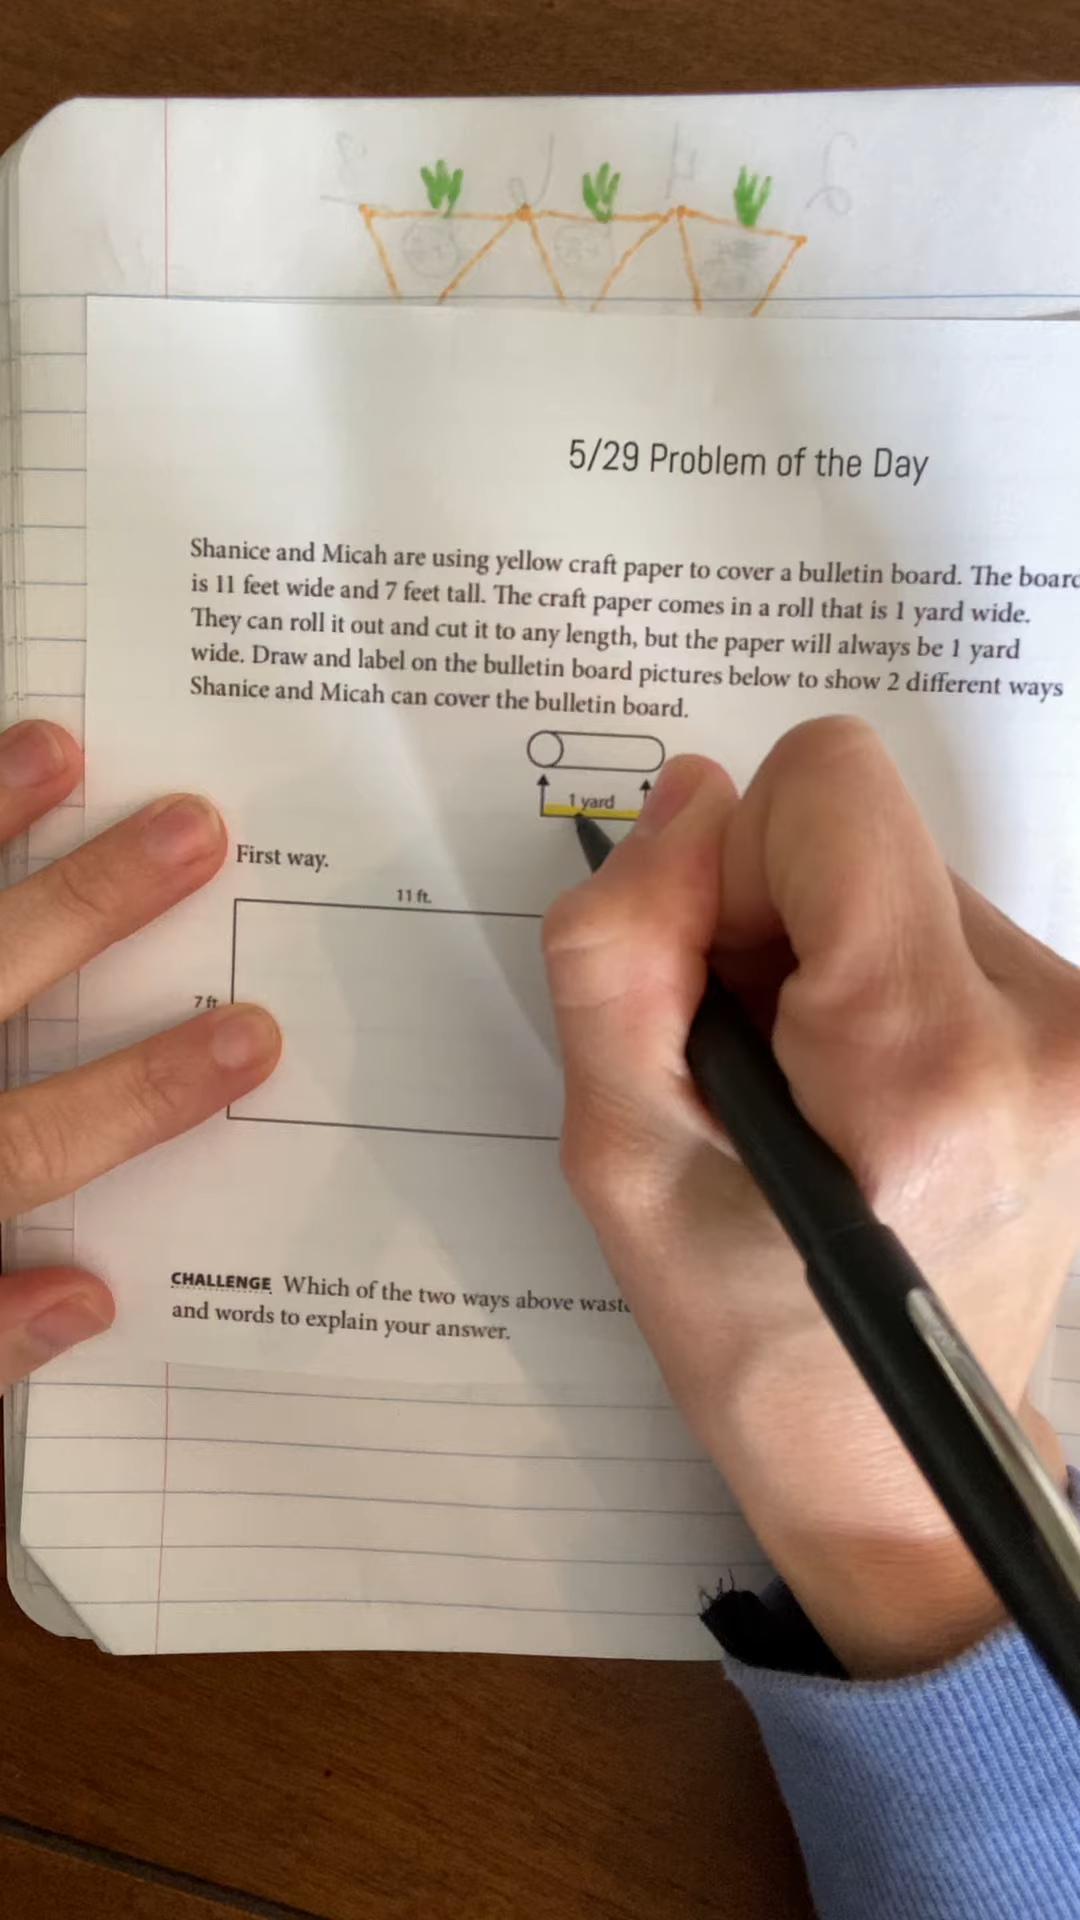 5/29 Problem of the Day
Shanice and Micah are using yellow craft paper to cover a bulletin board. The
is 11 feet wide and 7 feet tall. The craft paper comes in a roll that is 1 yard wide.
They can roll it out and cut it to any length, but the paper will always be 1 yard
wide. Draw and label on the bulletin board pictures below to show 2 different ways
Shanice and Micah can cover the bulletin board.
1 yard
First way.
11 ft.
7 ft
CHALLENGE Which of the two ways above
and words to explain your answer.